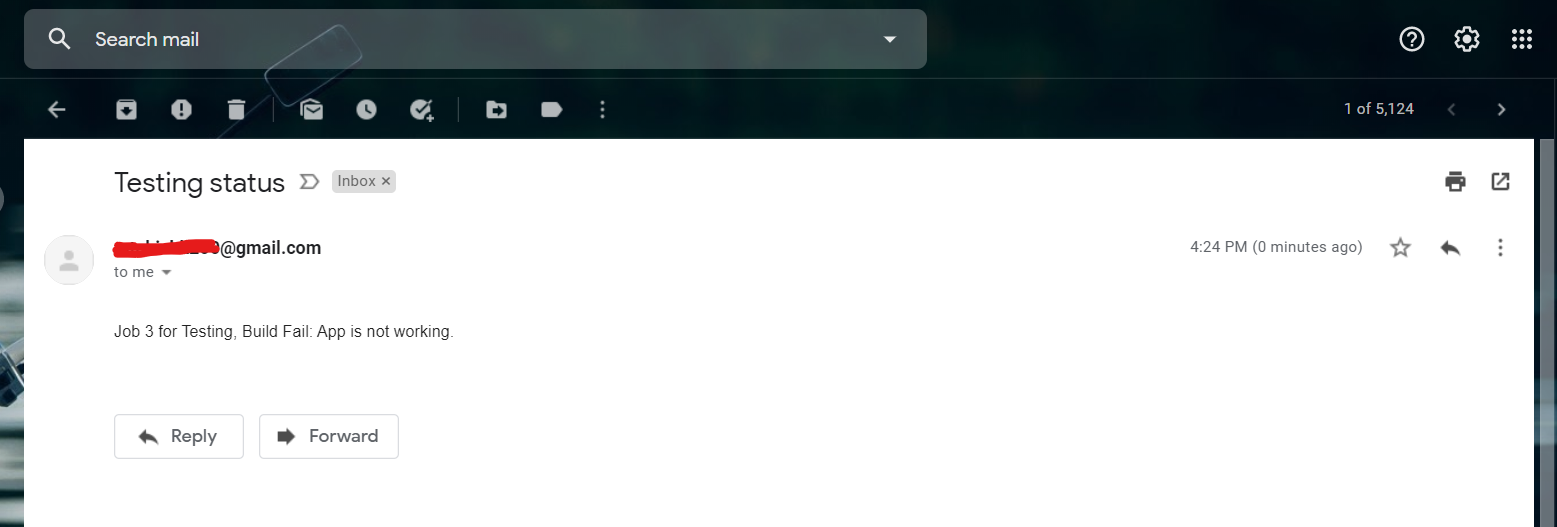 Search mail
1 of 5,124
Testing status
Inbox ×
@gmail.com
4:24 PM (0 minutes ago)
to me
Job 3 for Testing, Build Fail: App is not working.
Reply
Forward